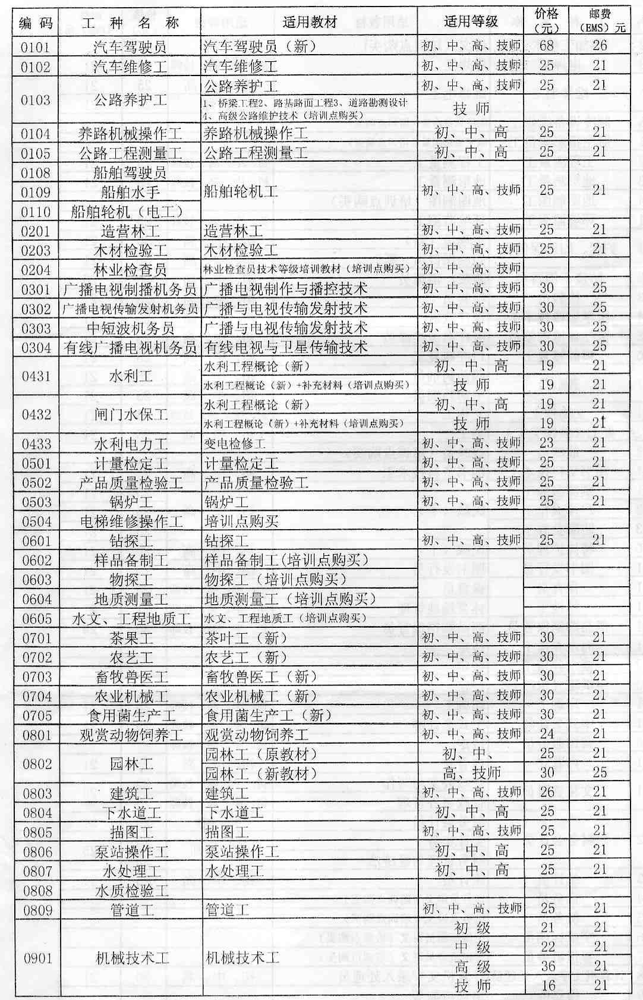 编 码 工 种 名 称 适用教材 适用等级 价格（元） 邮费（EMS）元
0101 汽车驾驶员 汽车驾驶员（新） 初、中、高、技师 68 26
0102 汽车维修工 汽车维修工 初、中、高、技师 25 21
0103 公路养护工 公路养护工 初、中、高、技师 25 21
1、桥梁工程2、路基路面工程3、道路勘测设计
4、高级公路维护技术（培训点购买） 技 师
0104 养路机械操作工 养路机械操作工 初、中、高 25 21
0105 公路工程测量工 公路工程测量工 初、中、高 25 21
0108 船舶驾驶员
0109 船舶水手 船舶轮机工 初、中、高、技师 25 21
0110 船舶轮机（电工）
0201 造营林工 造营林工 初、中、高、技师 25 21
0203 木材检验工 木材检验工 初、中、高、技师 25 21
0204 林业检查员 林业检查员技术等级培训教材（培训点购买） 初、中、高、技师
0301 广播电视制播机务员 广播电视制作与播控技术 初、中、高、技师 30 25
0302 广播电视传输发射机务员 广播与电视传输发射技术 初、中、高、技师 30 25
0303 中短波机务员 广播与电视传输发射技术 初、中、高、技师 30 25
0304 有线广播电视机务员 有线电视与卫星传输技术 初、中、高、技师 30 25
0431 水利工 水利工程概论（新） 初、中、高 19 21
水利工程概论（新）+补充材料（培训点购买） 技 师 19 21
0432 闸门水保工 水利工程概论（新） 初、中、高 19 21
水利工程概论（新）+补充材料（培训点购买） 技 师 19 21
0433 水利电力工 变电检修工 初、中、高、技师 23 21
0501 计量检定工 计量检定工 初、中、高、技师 25 21
0502 产品质量检验工 产品质量检验工 初、中、高、技师 25 21
0503 锅炉工 锅炉工 初、中、高、技师 25 21
0504 电梯维修操作工 培训点购买
0601 钻探工 钻探工 初、中、高、技师 25 21
0602 样品备制工 样品备制工(培训点购买）
0603 物探工 物探工（培训点购买）
0604 地质测量工 地质测量工（培训点购买）
0605 水文、工程地质工 水文、工程地质工（培训点购买）
0701 茶果工 茶叶工（新） 初、中、高、技师 30 21
0702 农艺工 农艺工（新） 初、中、高、技师 30 21
0703 畜牧兽医工 畜牧兽医工（新） 初、中、高、技师 30 21
0704 农业机械工 农业机械工（新） 初、中、高、技师 30 21
0705 食用菌生产工 食用菌生产工（新） 初、中、高、技师 30 21
0801 观赏动物饲养工 观赏动物饲养工 初、中、高、技师 24 21
0802 园林工 园林工（原教材） 初、中、 25 21
园林工（新教材） 高、技师 30 25
0803 建筑工 建筑工 初、中、高、技师 26 21
0804 下水道工 下水道工 初、中、高 25 21
0805 描图工 描图工 初、中、高、技师 25 21
0806 泵站操作工 泵站操作工 初、中、高 25 21
0807 水处理工 水处理工 初、中、高 25 21
0808 水质检验工
0809 管道工 管道工 初、中、高、技师 25 21
0901 机械技术工 机械技术工 初 级 21 21
中 级 22 21
高 级 36 21
技 师 16 21